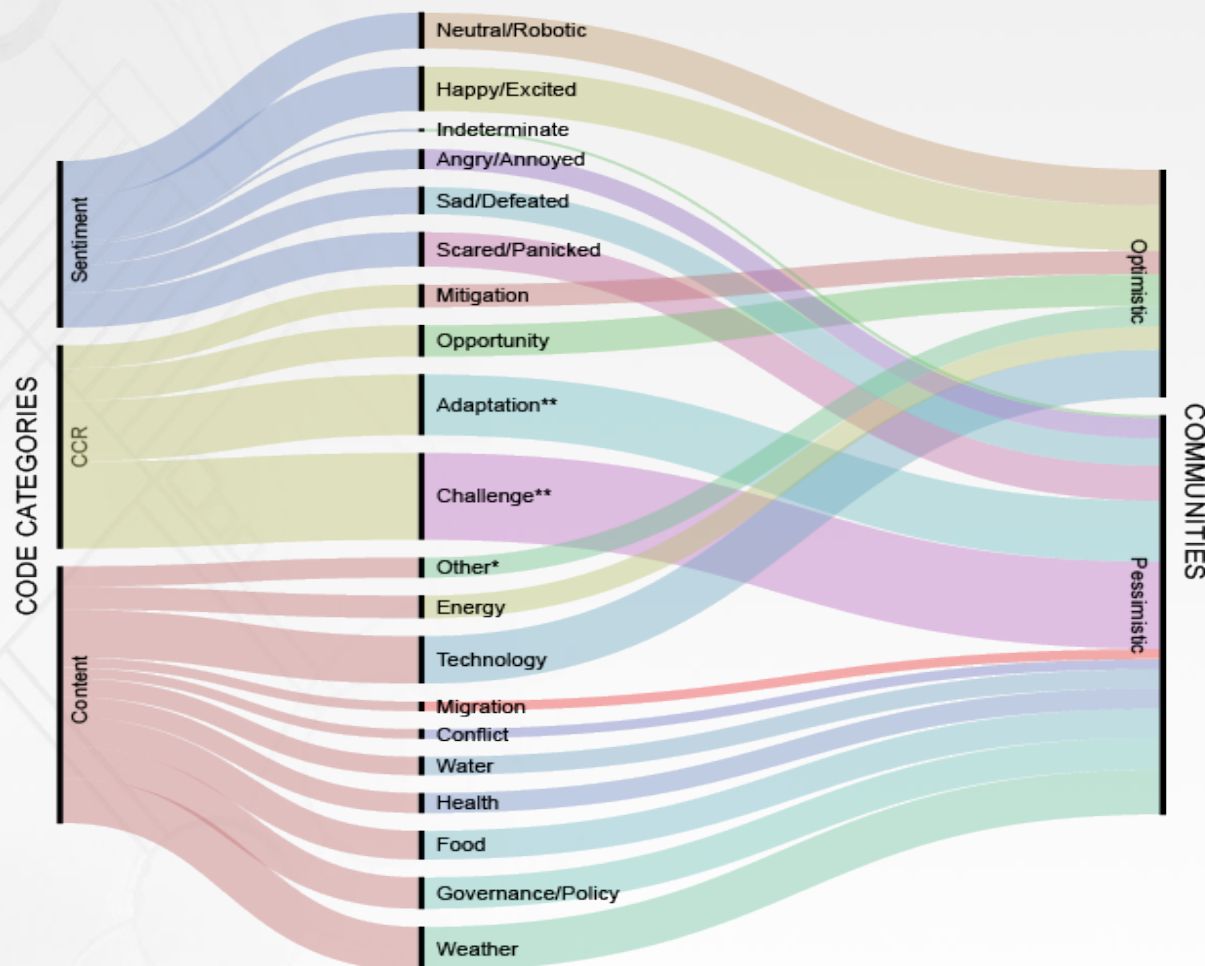 CODE CATEGORIES
Sentiment
CCR
Content
Neutral/Robotic
Happy/Excited
Indeterminate
Angry/Annoyed
Sad/Defeated
Scared/Panicked
Mitigation
Opportunity
Adaptation**
Challenge**
Other*
Energy
Technology
Migration
Conflict
Water
Health
Food
Governance/Policy
Weather
Optimistic
Pessimistic
COMMUNITIES